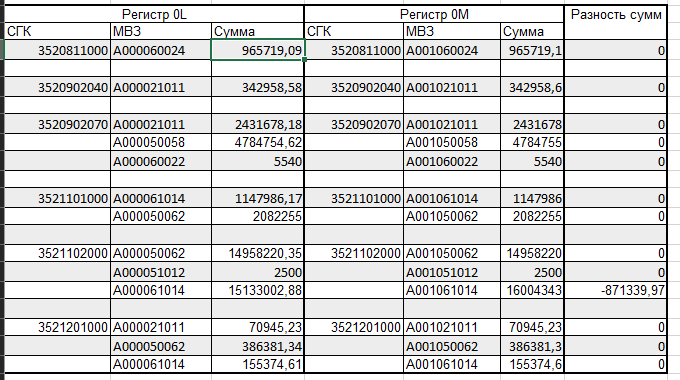 Регистр 0L Регистр 0M Разность сумм
СГК МВЗ Сумма СГК МВЗ Сумма
3520811000 A000060024 965719,09 3520811000 A001060024 965719,1 0
3520902040 A000021011 342958,58 3520902040 A001021011 342958,6 0
3520902070 A000021011 2431678,18 3520902070 A001021011 2431678 0
A000050058 4784754,62 A001050058 4784755 0
A000060022 5540 A001060022 5540 0
3521101000 A000061014 1147986,17 3521101000 A001061014 1147986 0
A000050062 2082255 A001050062 2082255 0
3521102000 A000050062 14958220,35 3521102000 A001050062 14958220 0
A000051012 2500 A001051012 2500 0
A000061014 15133002,88 A001061014 16004343 -871339,97
3521201000 A000021011 70945,23 3521201000 A001021011 70945,23 0
A000050062 386381,34 A001050062 386381,3 0
A000061014 155374,61 A001061014 155374,6 0